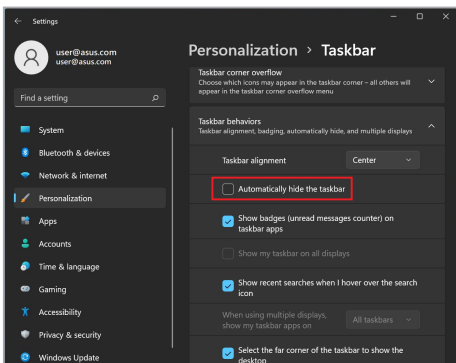 Settings
user@asus.com
user@asus.com
Find a setting
System
Bluetooth & devices
Network & internet
Personalization
Apps
Accounts
Time & language
Gaming
Accessibility
Privacy & security
Windows Update
Personalization > Taskbar
Taskbar corner overflow
Choose which icons may appear in the taskbar corner – all others will
appear in the taskbar corner overflow menu
Taskbar behaviors
Taskbar alignment, badging, automatically hide, and multiple displays
Taskbar alignment
Center
Automatically hide the taskbar
Show badges (unread messages counter) on
taskbar apps
Show my taskbar on all displays
Show recent searches when I hover over the search
icon
When using multiple displays,
show my taskbar apps on
All taskbars
Select the far corner of the taskbar to show the
desktop